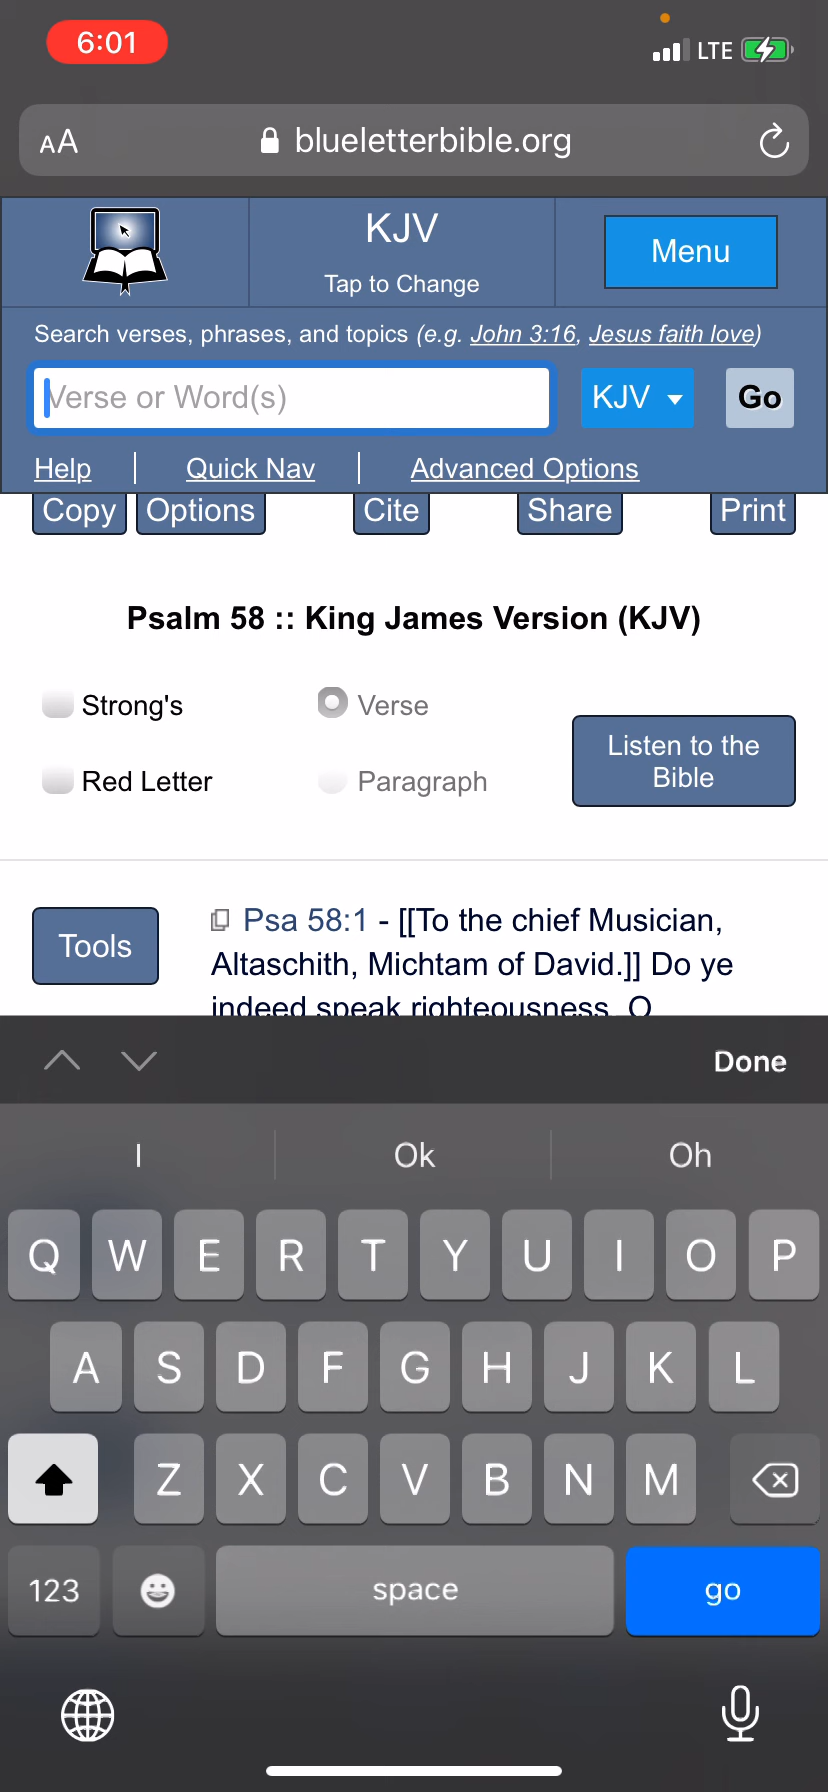 6:01
LTE
AA
blueletterbible.org
KJV
Tap to Change
Menu
Search verses, phrases, and topics (e.g. John 3:16, Jesus faith love)
Verse or Word(s)
KJV
Go
Help
Quick Nav
Advanced Options
Copy
Options
Cite
Share
Print
Psalm 58 :: King James Version (KJV)
Strong's
Verse
Listen to the
Bible
Red Letter
Paragraph
Tools
Psa 58:1 - [[To the chief Musician,
Altaschith, Michtam of David.]] Do ye
indeed speak righteousness, O
Done
I
Ok
Oh
Q W E R T Y U I O P
A S D F G H J K L
Z X C V B N M
123
space
go